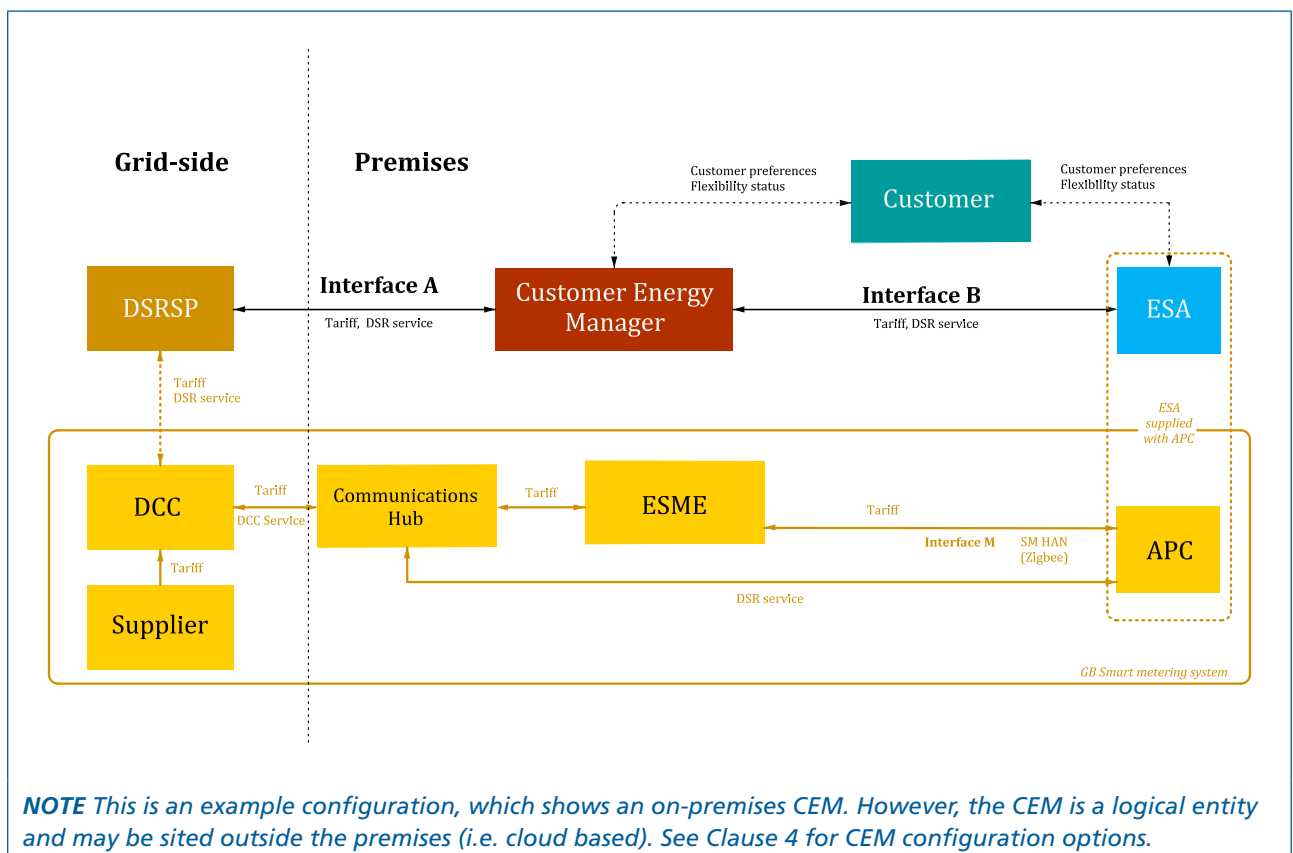 Grid-side
Premises
Customer preferences
Flexibility status
Customer
Customer preferences
Flexibility status
DSRSP
Interface A
Tariff, DSR service
Customer Energy
Manager
Interface B
Tariff, DSR service
ESA
Tariff
DSR service
ESA
supplied
with APC
DCC
Tariff
DCC Service
Communications
Hub
Tariff
ESME
Tariff
Interface M
SM HAN
(Zigbee)
APC
Tariff
DSR service
Supplier
GB Smart metering system
NOTE This is an example configuration, which shows an on-premises CEM. However, the CEM is a logical entity
and may be sited outside the premises (i.e. cloud based). See Clause 4 for CEM configuration options.